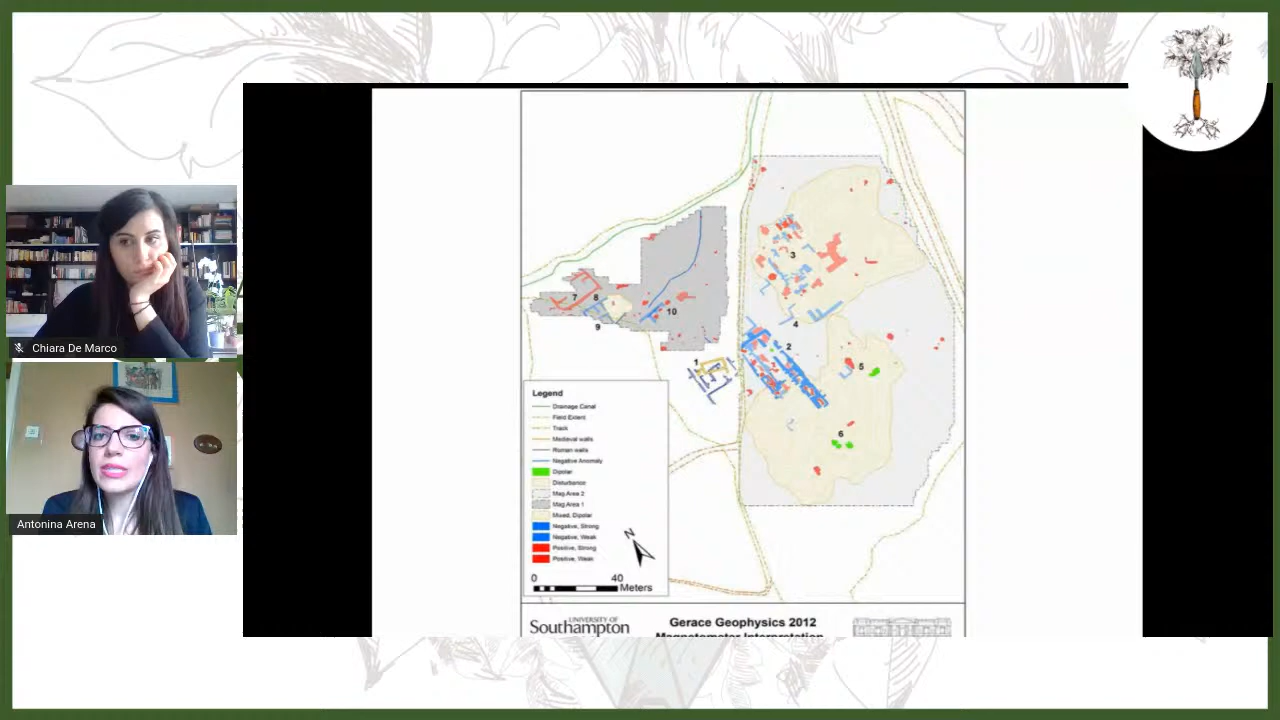 Chiara De Marco
Antonina Arena
3
7
8
10
9
4
2
1
5
6
Legend
Drainage Canal
Field Extent
Track
Medieval walls
Roman walls
Negative Anomaly
Dipolar
Disturbance
Mag Area 2
Mag Area 1
Mixed, Dipolar
Negative, Strong
Negative, Weak
Positive, Strong
Positive, Weak
N
0 40
Meters
UNIVERSITY OF
Southampton
Gerace Geophysics 2012
Magnetometer Interpretation